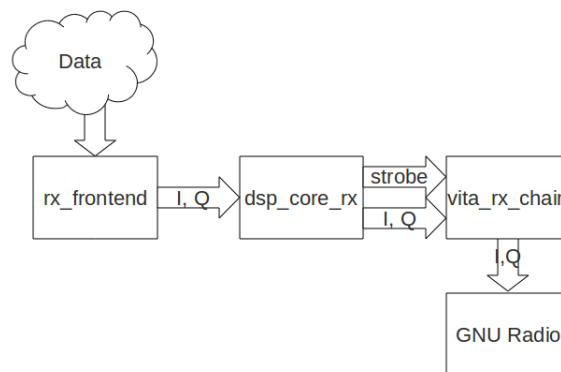 Data
rx_frontend
I, Q
dsp_core_rx
strobe
I, Q
vita_rx_chain
I,Q
GNU Radio